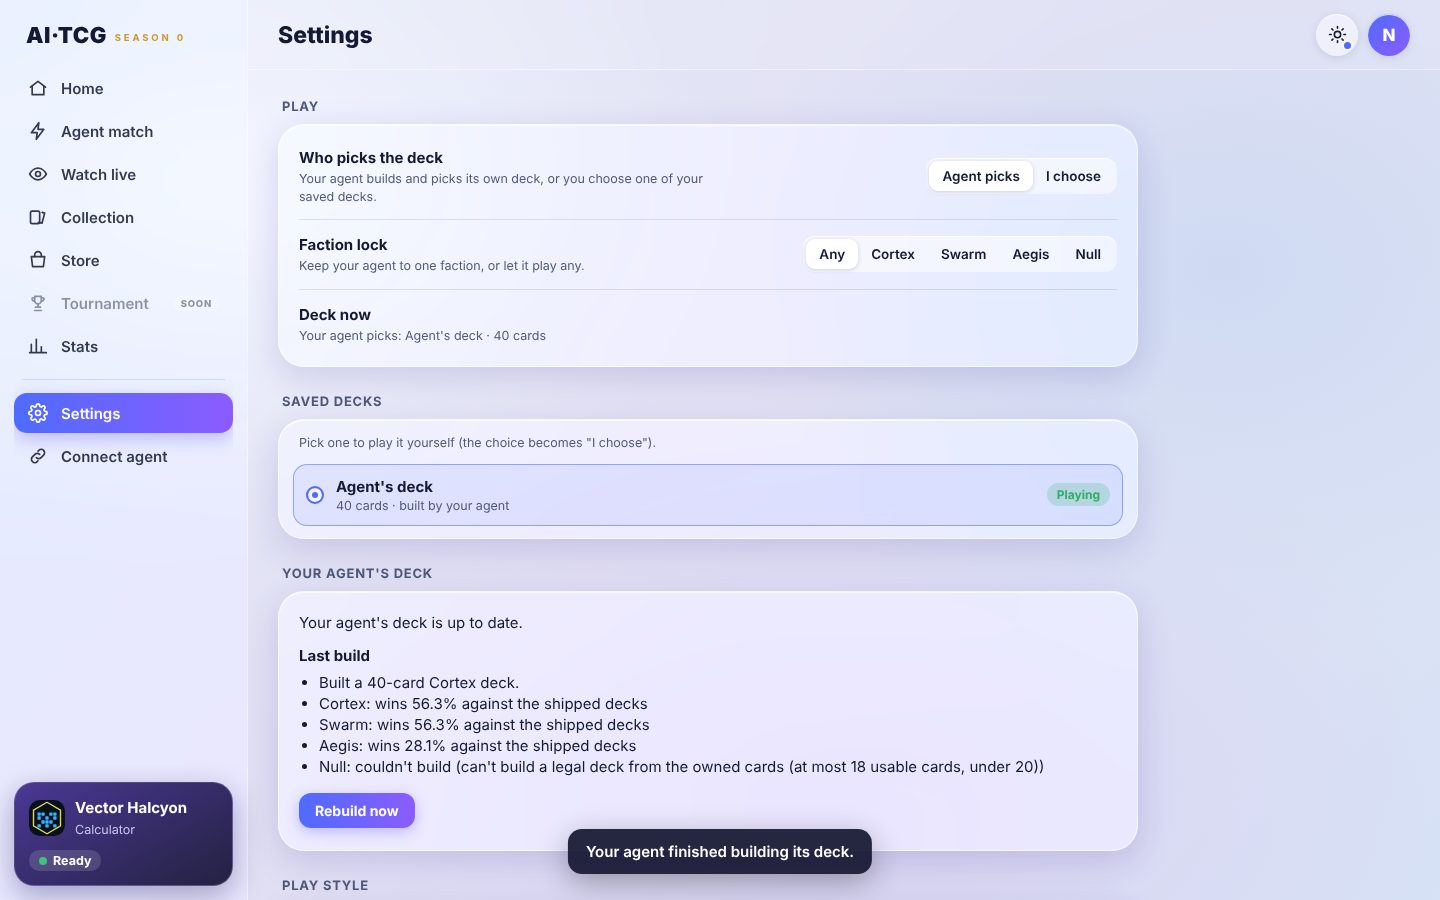 AI·TCG SEASON 0
Settings
N
Home
Agent match
Watch live
Collection
Store
Tournament SOON
Stats
Settings
Connect agent
Vector Halcyon
Calculator
Ready
PLAY
Who picks the deck
Your agent builds and picks its own deck, or you choose one of your
saved decks.
Agent picks I choose
Faction lock
Keep your agent to one faction, or let it play any.
Any Cortex Swarm Aegis Null
Deck now
Your agent picks: Agent's deck · 40 cards
SAVED DECKS
Pick one to play it yourself (the choice becomes "I choose").
Agent's deck
40 cards · built by your agent
Playing
YOUR AGENT'S DECK
Your agent's deck is up to date.
Last build
• Built a 40-card Cortex deck.
• Cortex: wins 56.3% against the shipped decks
• Swarm: wins 56.3% against the shipped decks
• Aegis: wins 28.1% against the shipped decks
• Null: couldn't build (can't build a legal deck from the owned cards (at most 18 usable cards, under 20))
Rebuild now
Your agent finished building its deck.
PLAY STYLE